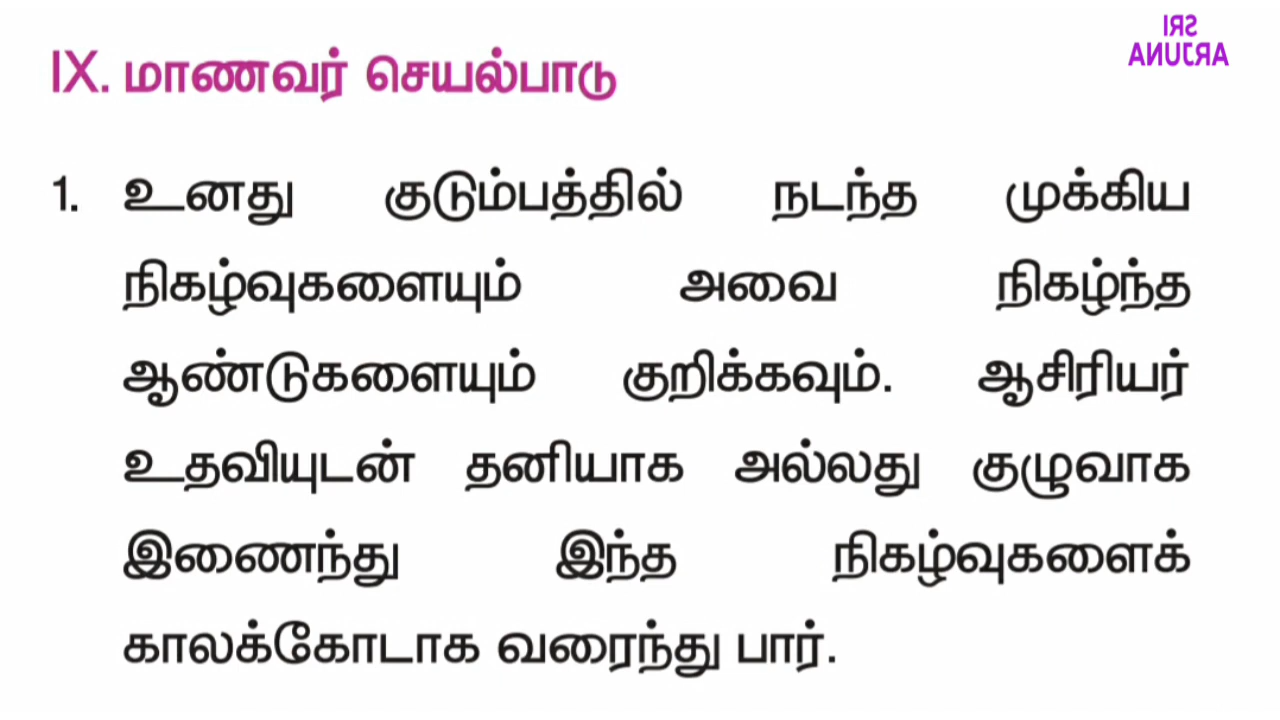 SRI
ARJUNA
IX. மாணவர் செயல்பாடு
1. உனது குடும்பத்தில் நடந்த முக்கிய
நிகழ்வுகளையும் அவை நிகழ்ந்த
ஆண்டுகளையும் குறிக்கவும். ஆசிரியர்
உதவியுடன் தனியாக அல்லது குழுவாக
இணைந்து இந்த நிகழ்வுகளைக்
காலக்கோடாக வரைந்து பார்.